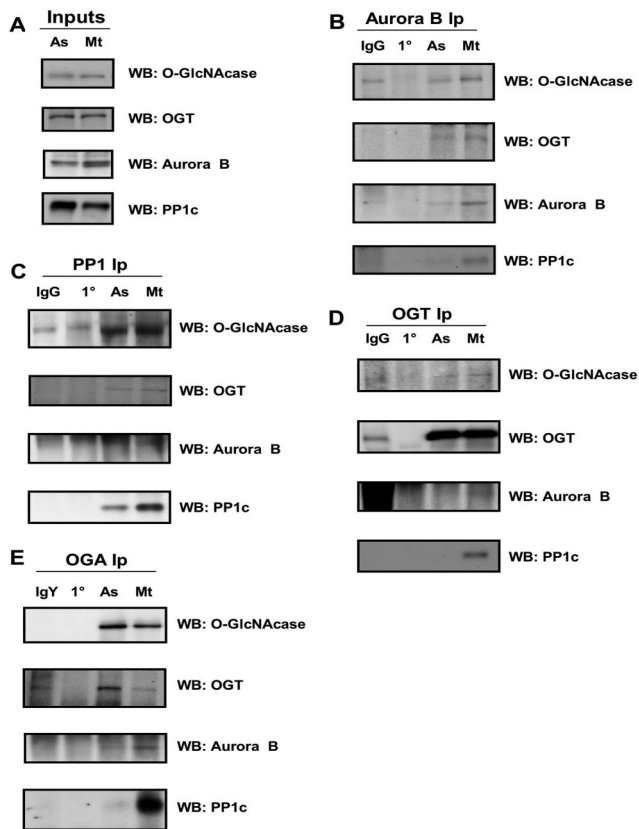 A
Inputs
As Mt
WB: O-GlcNAcase
WB: OGT
WB: Aurora B
WB: PP1c
B
Aurora B Ip
IgG 1° As Mt
WB: O-GlcNAcase
WB: OGT
WB: Aurora B
WB: PP1c
C
PP1 Ip
IgG 1° As Mt
WB: O-GlcNAcase
WB: OGT
WB: Aurora B
WB: PP1c
D
OGT Ip
IgG 1° As Mt
WB: O-GlcNAcase
WB: OGT
WB: Aurora B
WB: PP1c
E
OGA Ip
IgY 1° As Mt
WB: O-GlcNAcase
WB: OGT
WB: Aurora B
WB: PP1c